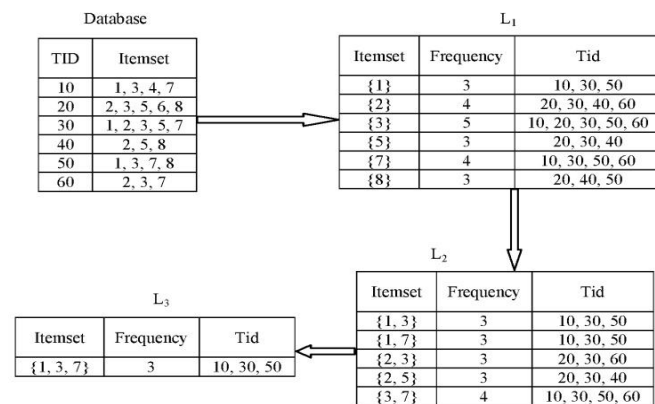 Database
TID Itemset
10 1, 3, 4, 7
20 2, 3, 5, 6, 8
30 1, 2, 3, 5, 7
40 2, 5, 8
50 1, 3, 7, 8
60 2, 3, 7
L1
Itemset Frequency Tid
{1} 3 10, 30, 50
{2} 4 20, 30, 40, 60
{3} 5 10, 20, 30, 50, 60
{5} 3 20, 30, 40
{7} 4 10, 30, 50, 60
{8} 3 20, 40, 50
L2
Itemset Frequency Tid
{1, 3} 3 10, 30, 50
{1, 7} 3 10, 30, 50
{2, 3} 3 20, 30, 60
{2, 5} 3 20, 30, 40
{3, 7} 4 10, 30, 50, 60
L3
Itemset Frequency Tid
{1, 3, 7} 3 10, 30, 50